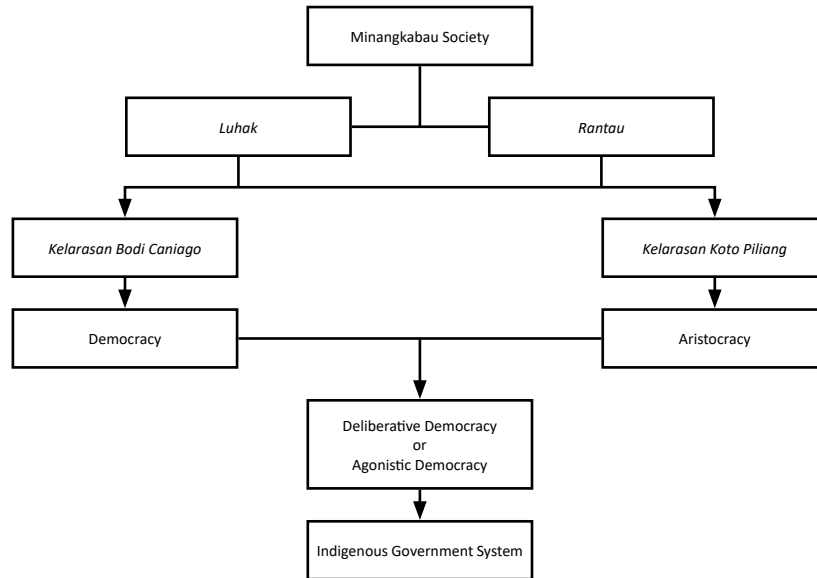 Minangkabau Society
Luhak
Rantau
Kelarasan Bodi Caniago
Kelarasan Koto Piliang
Democracy
Aristocracy
Deliberative Democracy
or
Agonistic Democracy
Indigenous Government System